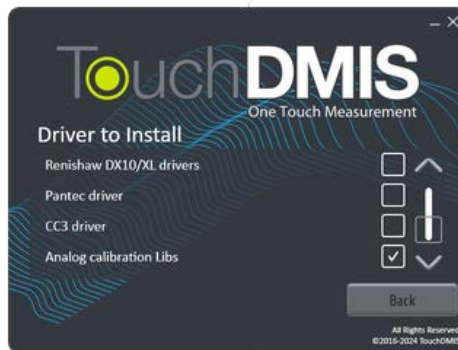 TouchDMIS
One Touch Measurement
Driver to Install
Renishaw DX10/XL drivers
Pantec driver
CC3 driver
Analog calibration Libs
Back
All Rights Reserved
©2016-2024 TouchDMIS